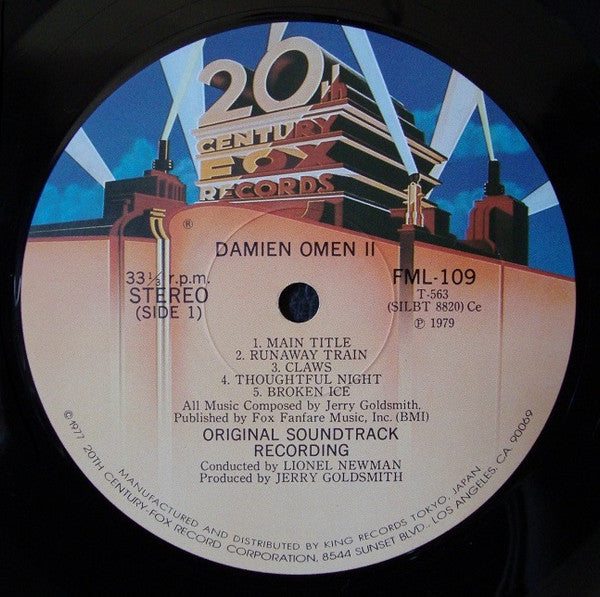 20th
CENTURY
FOX
RECORDS
®
DAMIEN OMEN II
33⅓ r.p.m.
STEREO
(SIDE 1)
FML-109
T-563
(SILBT 8820) Ce
Ⓟ 1979
1. MAIN TITLE
2. RUNAWAY TRAIN
3. CLAWS
4. THOUGHTFUL NIGHT
5. BROKEN ICE
All Music Composed by Jerry Goldsmith.
Published by Fox Fanfare Music, Inc. (BMI)
ORIGINAL SOUNDTRACK
RECORDING
Conducted by LIONEL NEWMAN
Produced by JERRY GOLDSMITH
MANUFACTURED AND DISTRIBUTED BY KING RECORDS TOKYO, JAPAN
©1977 20TH CENTURY-FOX RECORD CORPORATION, 8544 SUNSET BLVD., LOS ANGELES, CA 90069